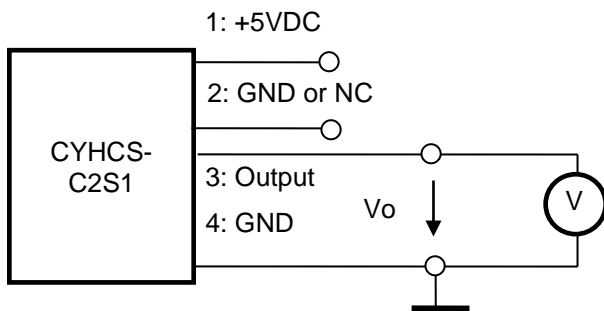 1: +5VDC
2: GND or NC
CYHCS-
C2S1
3: Output
4: GND
Vo
V